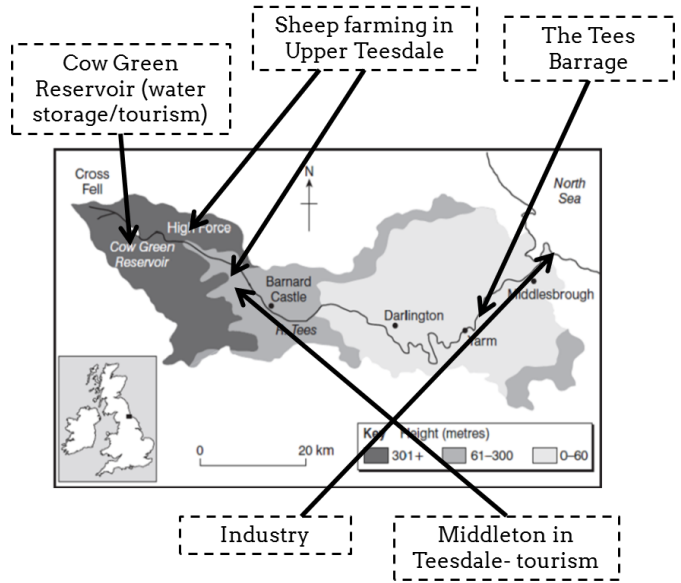 Sheep farming in
Upper Teesdale
The Tees
Barrage
Cow Green
Reservoir (water
storage/tourism)
Cross
Fell
N
North
Sea
High Force
Cow Green
Reservoir
Barnard
Castle
R. Tees
Darlington
Middlesbrough
Yarm
0
20 km
Key
Height (metres)
301+
61–300
0–60
Industry
Middleton in
Teesdale- tourism